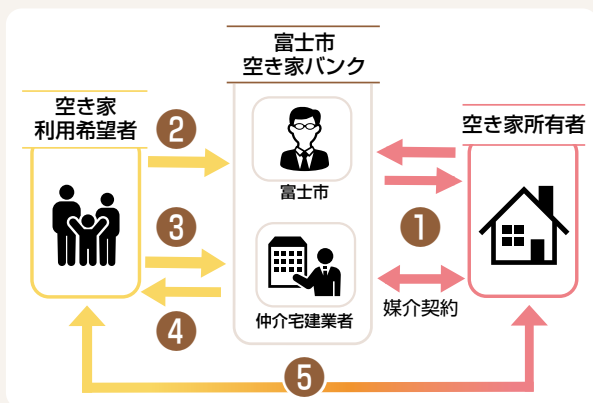 富士市
空き家バンク
空き家
利用希望者
空き家所有者
2
富士市
3
1
媒介契約
仲介宅建業者
4
5